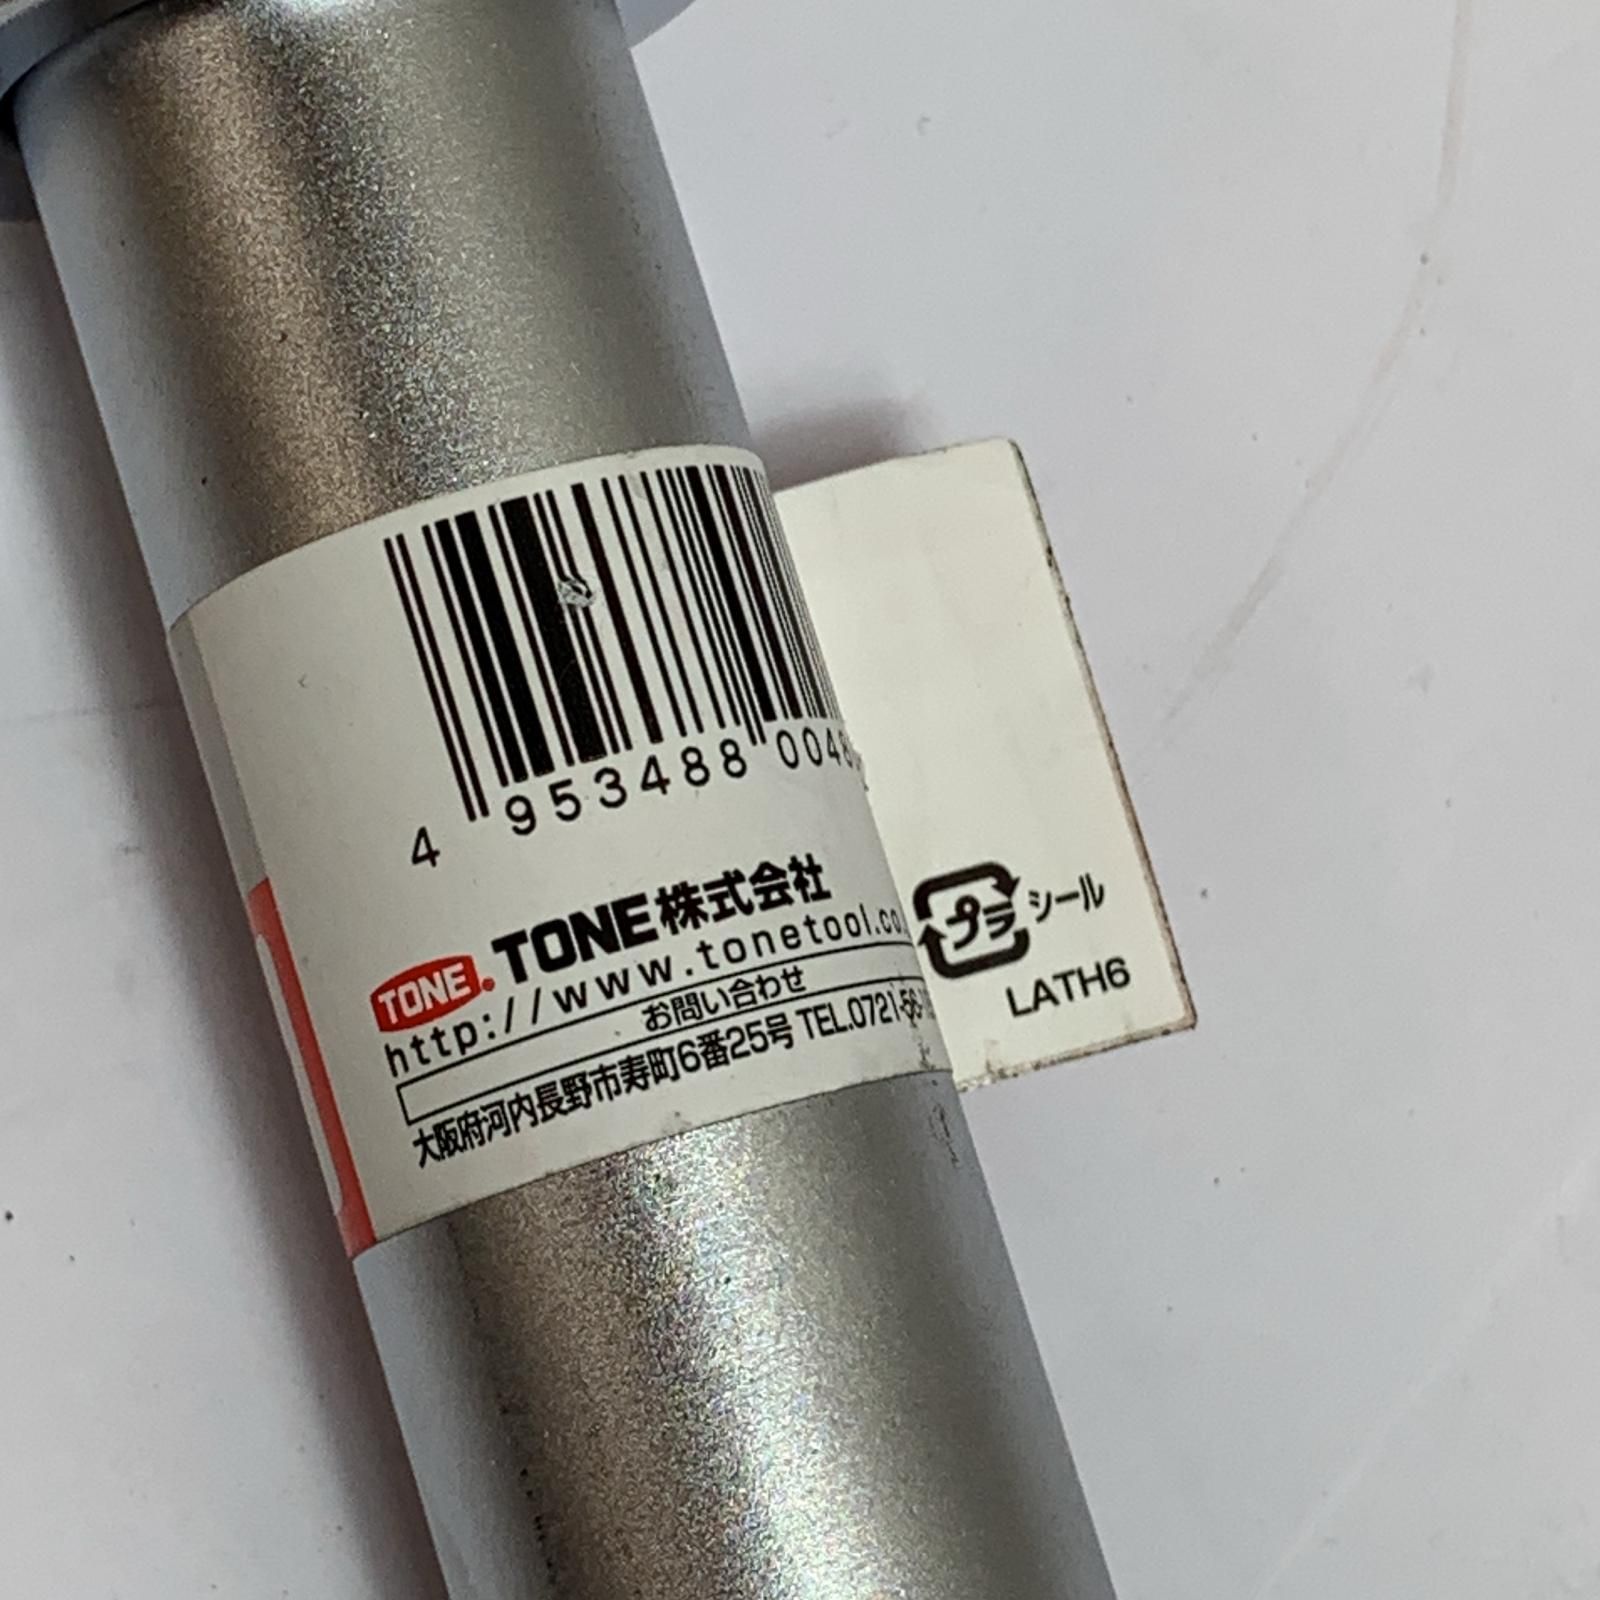 4 953488 004
TONE TONE株式会社
http://www.tonetool.co
お問い合わせ
大阪府河内長野市寿町6番25号 TEL.0721-56-
プラ シール
LATH6